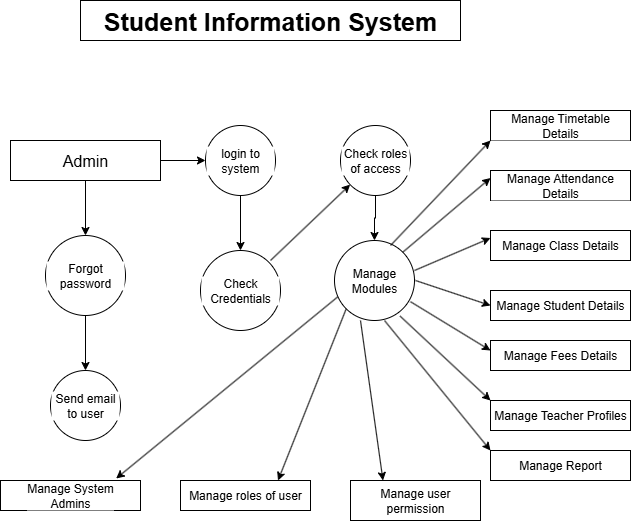 Student Information System
Manage Timetable
Details
Admin
login to
system
Check roles
of access
Manage Attendance
Details
Manage Class Details
Forgot
password
Check
Credentials
Manage
Modules
Manage Student Details
Manage Fees Details
Send email
to user
Manage Teacher Profiles
Manage Report
Manage System
Admins
Manage roles of user
Manage user
permission